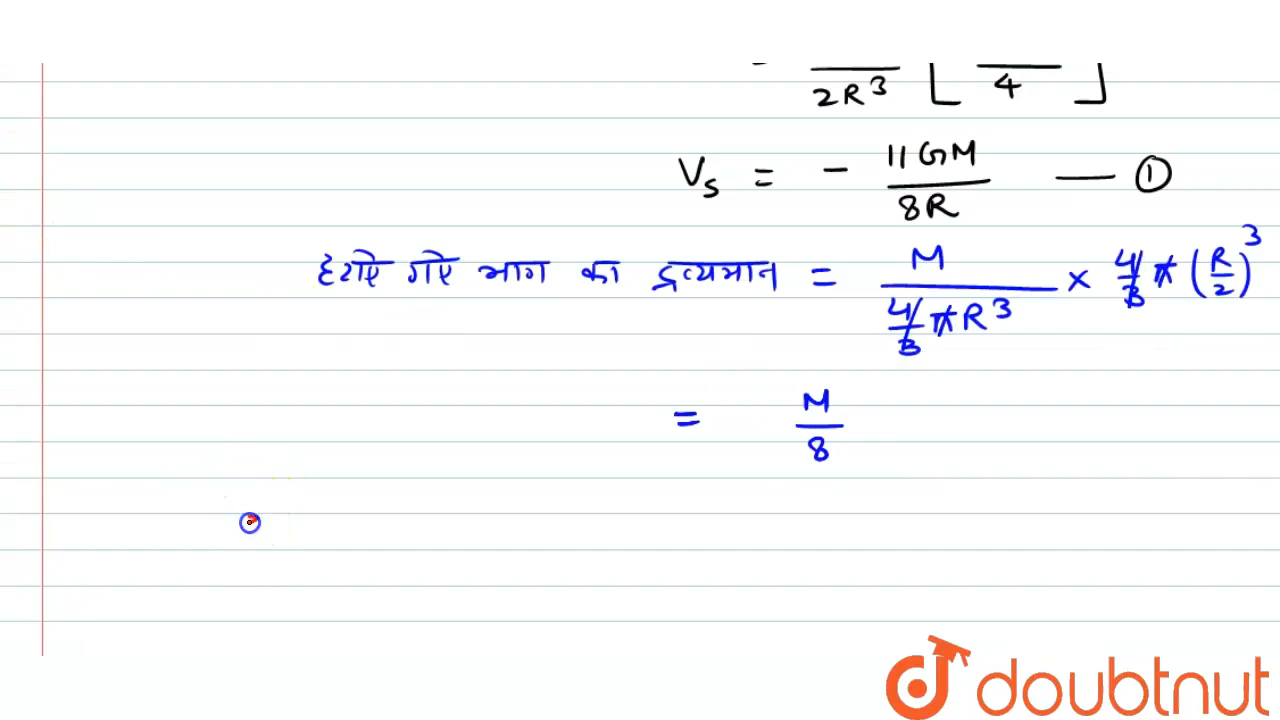 = ― / 2R³ [ ― / 4 ]
Vₛ = - 11GM / 8R — ①
हटाए गए भाग का द्रव्यमान = M / (4/3 πR³) × 4/3 π (R/2)³
= M / 8
doubtnut